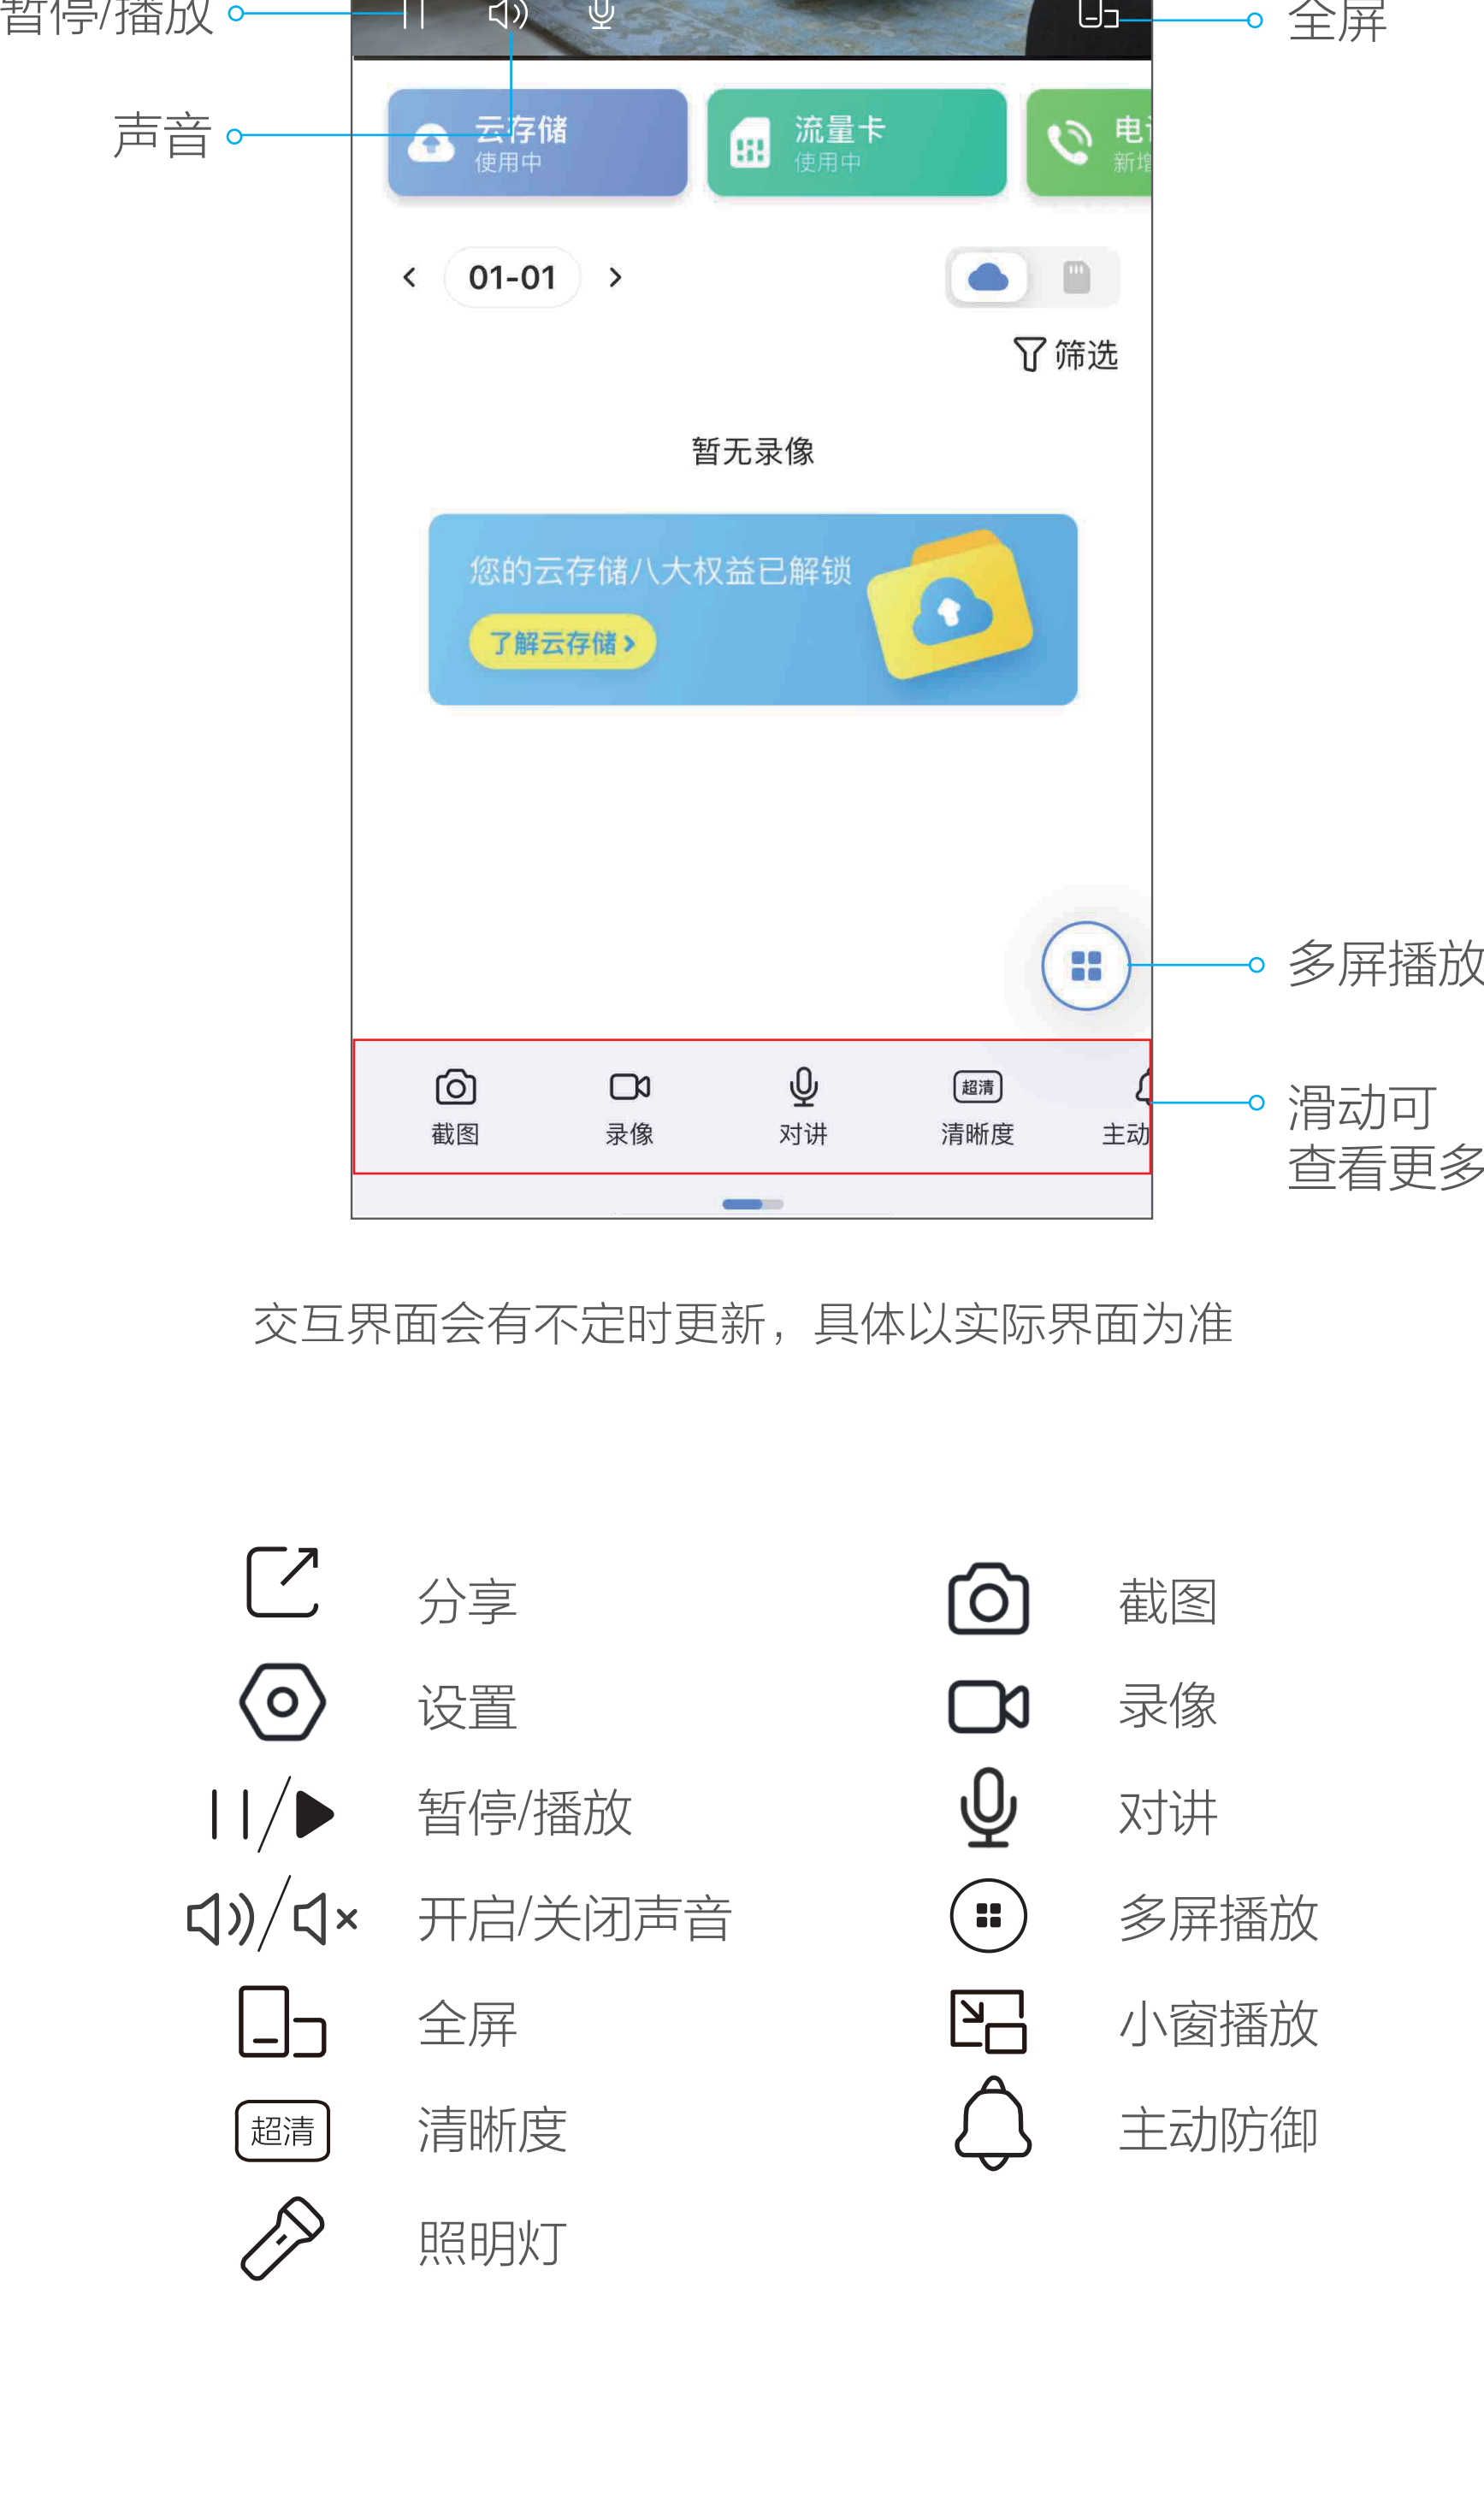 暂停/播放
全屏
声音
云存储
使用中
流量卡
使用中
01-01
筛选
暂无录像
您的云存储八大权益已解锁
了解云存储
多屏播放
超清
截图
录像
对讲
清晰度
主动
滑动可
查看更多
交互界面会有不定时更新，具体以实际界面为准
分享
截图
设置
录像
暂停/播放
对讲
开启/关闭声音
多屏播放
全屏
小窗播放
超清
清晰度
主动防御
照明灯